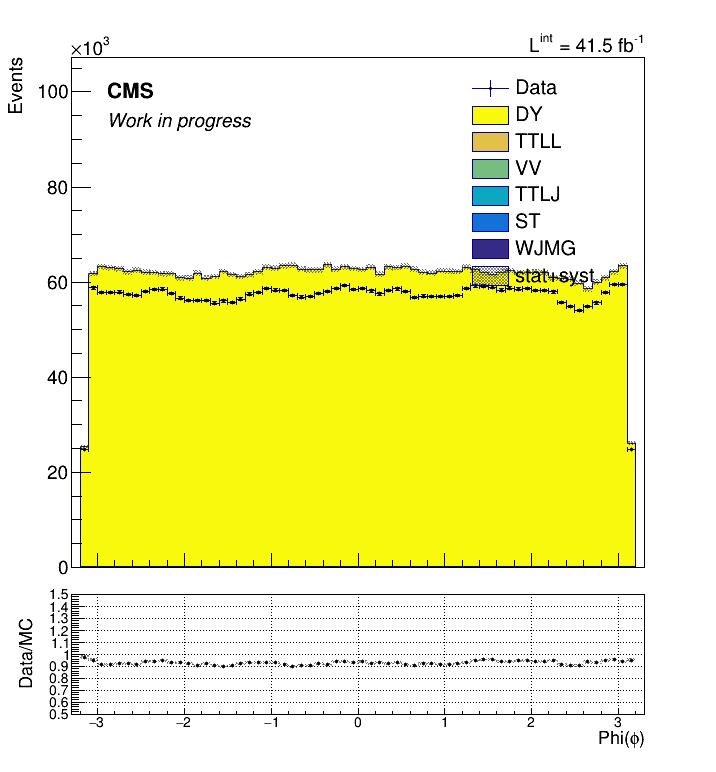 ×10³
L^int = 41.5 fb^-1
Events
CMS
Work in progress
Data
DY
TTLL
VV
TTLJ
ST
WJMG
stat+syst
100
80
60
40
20
0
Data/MC
1.5
1.4
1.3
1.2
1.1
1
0.9
0.8
0.7
0.6
0.5
−3 −2 −1 0 1 2 3
Phi(ϕ)